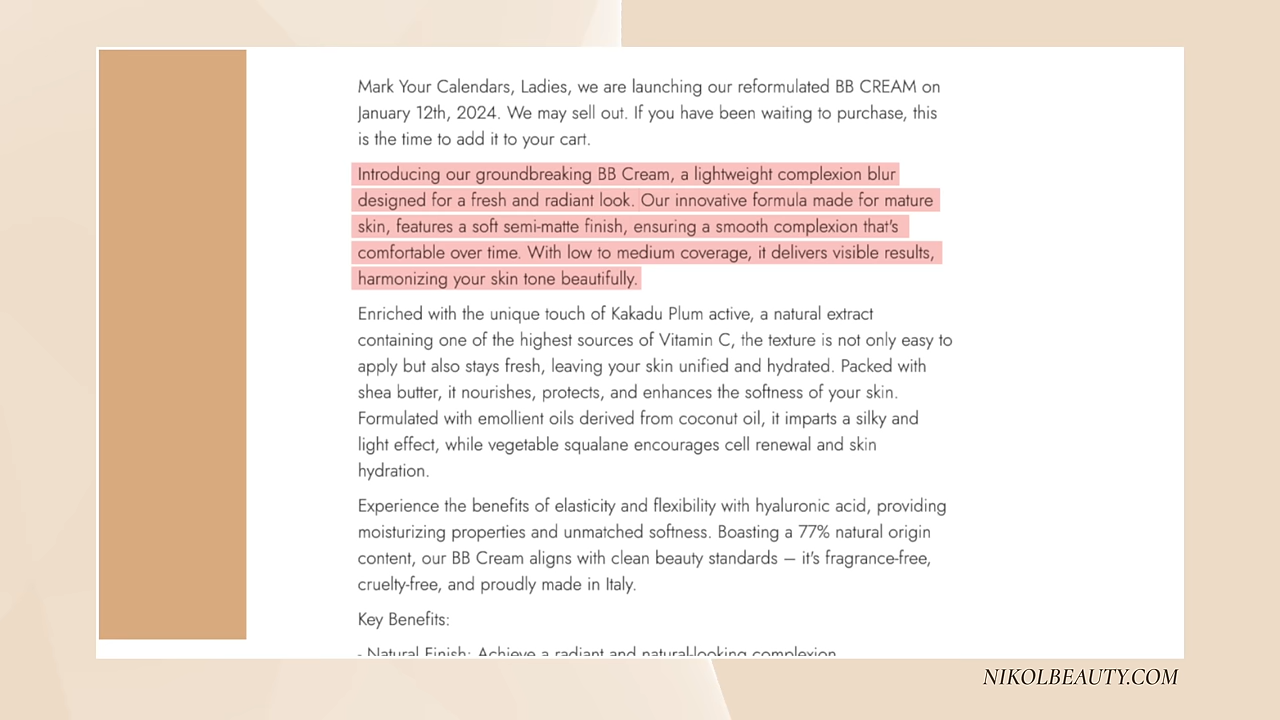 Mark Your Calendars, Ladies, we are launching our reformulated BB CREAM on
January 12th, 2024. We may sell out. If you have been waiting to purchase, this
is the time to add it to your cart.
Introducing our groundbreaking BB Cream, a lightweight complexion blur
designed for a fresh and radiant look. Our innovative formula made for mature
skin, features a soft semi-matte finish, ensuring a smooth complexion that's
comfortable over time. With low to medium coverage, it delivers visible results,
harmonizing your skin tone beautifully.
Enriched with the unique touch of Kakadu Plum active, a natural extract
containing one of the highest sources of Vitamin C, the texture is not only easy to
apply but also stays fresh, leaving your skin unified and hydrated. Packed with
shea butter, it nourishes, protects, and enhances the softness of your skin.
Formulated with emollient oils derived from coconut oil, it imparts a silky and
light effect, while vegetable squalane encourages cell renewal and skin
hydration.
Experience the benefits of elasticity and flexibility with hyaluronic acid, providing
moisturizing properties and unmatched softness. Boasting a 77% natural origin
content, our BB Cream aligns with clean beauty standards – it's fragrance-free,
cruelty-free, and proudly made in Italy.
Key Benefits:
- Natural Finish: Achieve a radiant and natural-looking complexion
NIKOLBEAUTY.COM